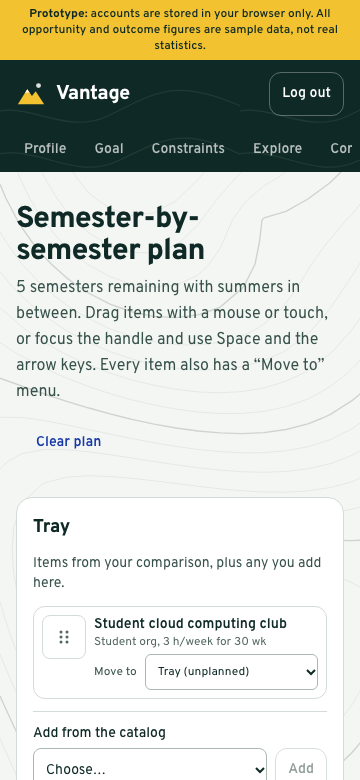 Prototype: accounts are stored in your browser only. All
opportunity and outcome figures are sample data, not real
statistics.
Vantage
Log out
Profile Goal Constraints Explore Cor
Semester-by-
semester plan
5 semesters remaining with summers in
between. Drag items with a mouse or touch,
or focus the handle and use Space and the
arrow keys. Every item also has a “Move to”
menu.
Clear plan
Tray
Items from your comparison, plus any you add
here.
Student cloud computing club
Student org, 3 h/week for 30 wk
Move to Tray (unplanned)
Add from the catalog
Choose... Add